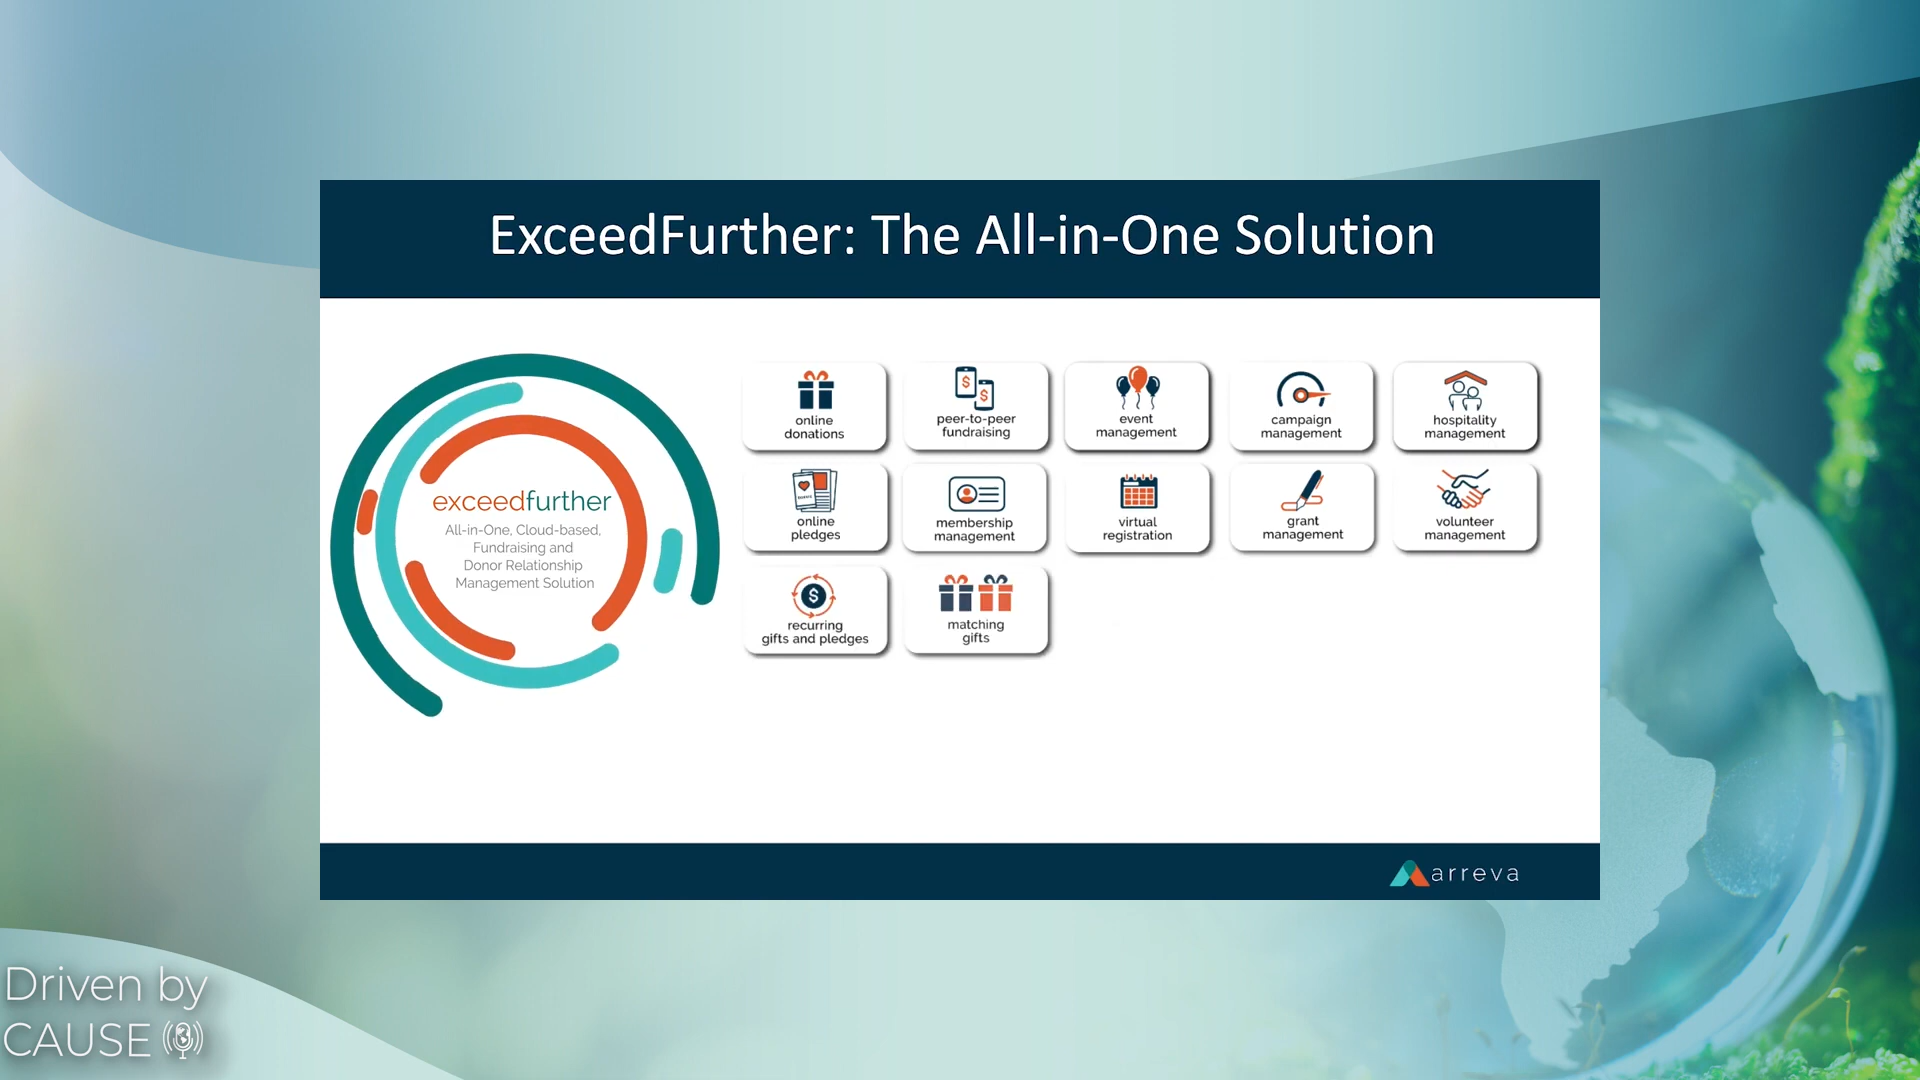 ExceedFurther: The All-in-One Solution
exceedfurther
All-in-One, Cloud-based,
Fundraising and
Donor Relationship
Management Solution
online
donations
peer-to-peer
fundraising
event
management
campaign
management
hospitality
management
online
pledges
membership
management
virtual
registration
grant
management
volunteer
management
recurring
gifts and pledges
matching
gifts
arreva
Driven by
CAUSE